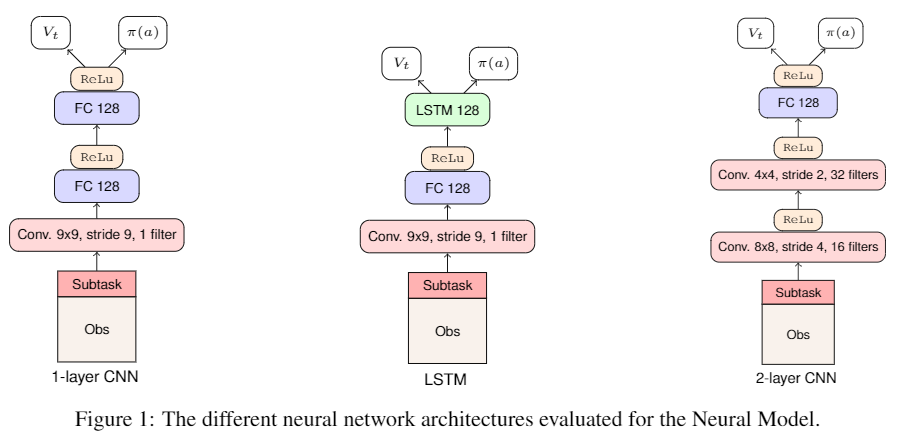 V_t π(a)
ReLu
FC 128
ReLu
FC 128
Conv. 9x9, stride 9, 1 filter
Subtask
Obs
1-layer CNN
V_t π(a)
LSTM 128
ReLu
FC 128
Conv. 9x9, stride 9, 1 filter
Subtask
Obs
LSTM
V_t π(a)
ReLu
FC 128
ReLu
Conv. 4x4, stride 2, 32 filters
ReLu
Conv. 8x8, stride 4, 16 filters
Subtask
Obs
2-layer CNN
Figure 1: The different neural network architectures evaluated for the Neural Model.